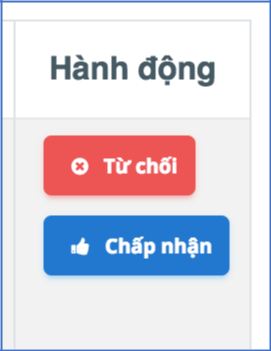 Hành động
Từ chối
Chấp nhận